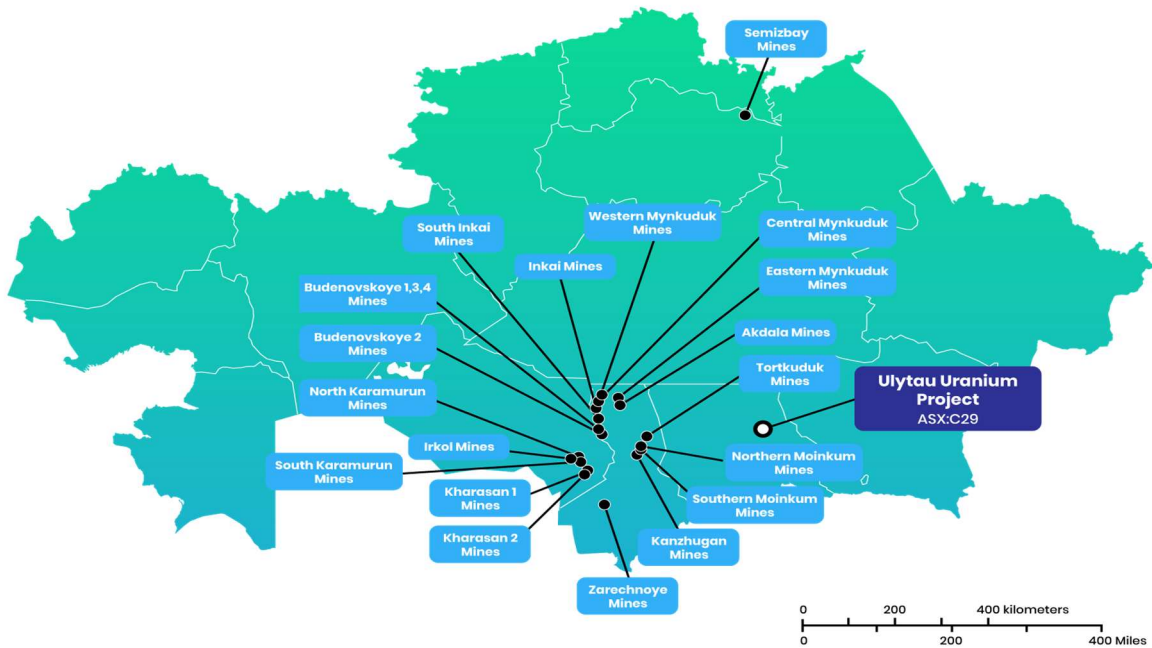 Semizbay
Mines
Western Mynkuduk
Mines
Central Mynkuduk
Mines
South Inkai
Mines
Inkai Mines
Eastern Mynkuduk
Mines
Budenovskoye 1,3,4
Mines
Budenovskoye 2
Mines
Akdala Mines
Tortkuduk
Mines
North Karamurun
Mines
Ulytau Uranium
Project
ASX:C29
Irkol Mines
South Karamurun
Mines
Northern Moinkum
Mines
Kharasan 1
Mines
Southern Moinkum
Mines
Kharasan 2
Mines
Kanzhugan
Mines
Zarechnoye
Mines
0 200 400 kilometers
200 400 Miles